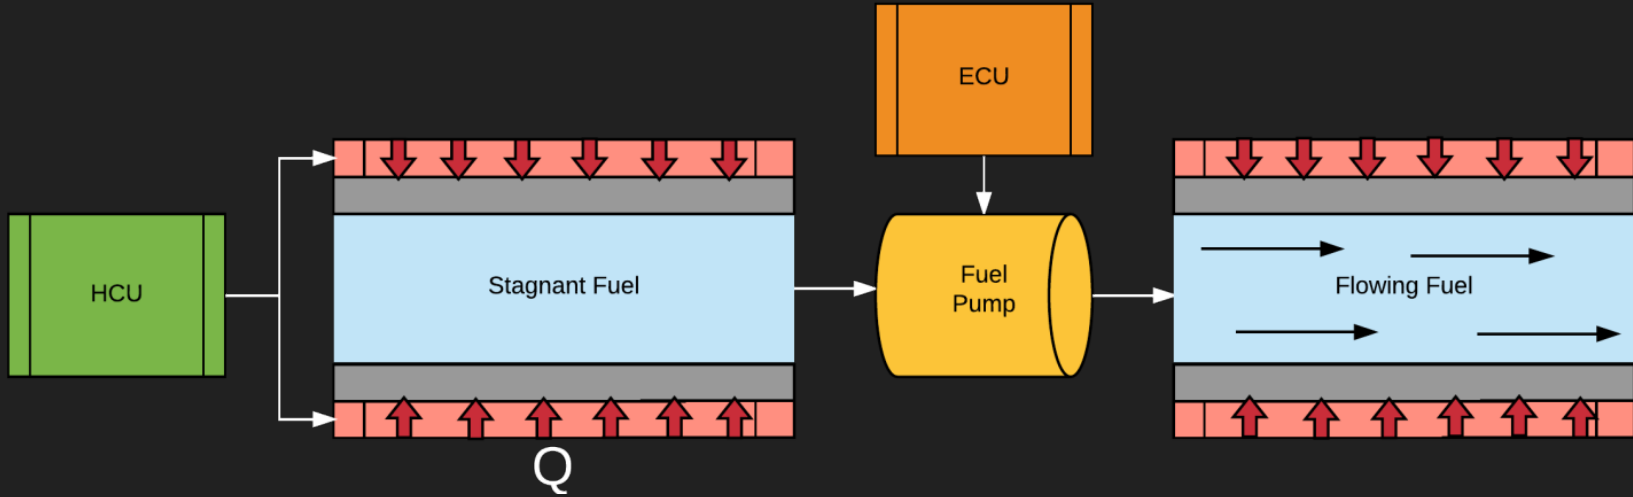 ECU
HCU
Stagnant Fuel
Fuel
Pump
Flowing Fuel
Q